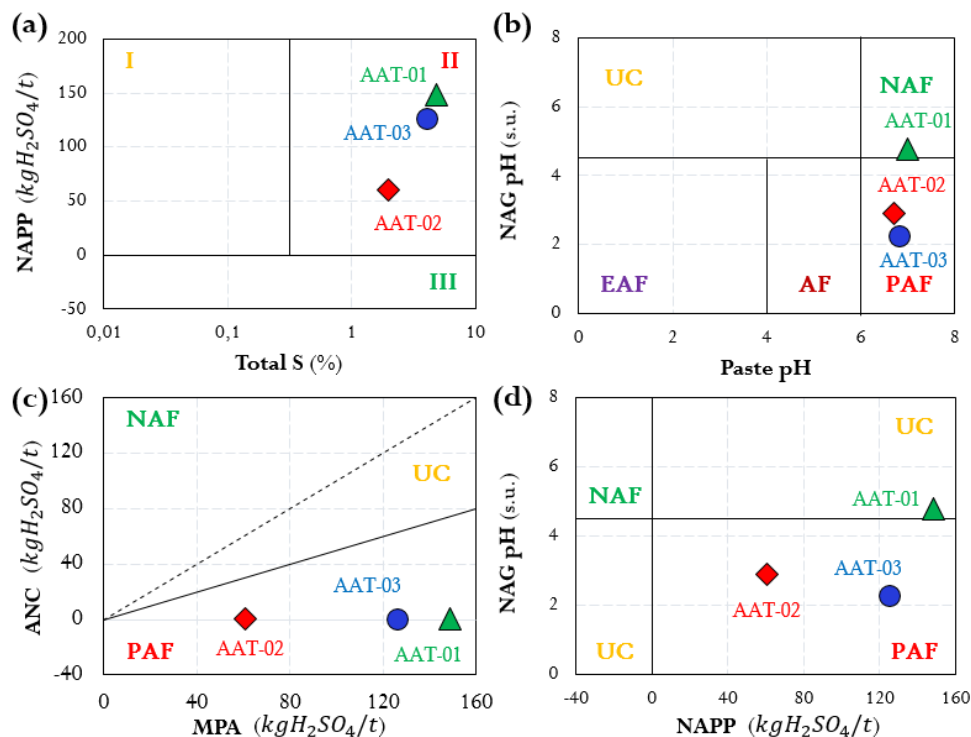 (a)
200
150
100
50
0
-50
NAPP (kgH₂SO₄/t)
I
II
III
AAT-01
AAT-03
AAT-02
0,01 0,1 1 10
Total S (%)
(b)
8
6
4
2
0
NAG pH (s.u.)
UC
NAF
AAT-01
AAT-02
AAT-03
EAF
AF
PAF
0 2 4 6 8
Paste pH
(c)
160
120
80
40
0
-40
ANC (kgH₂SO₄/t)
NAF
UC
AAT-03
AAT-02
AAT-01
PAF
0 40 80 120 160
MPA (kgH₂SO₄/t)
(d)
8
6
4
2
0
NAG pH (s.u.)
UC
NAF
AAT-01
AAT-03
AAT-02
UC
PAF
-40 0 40 80 120 160
NAPP (kgH₂SO₄/t)